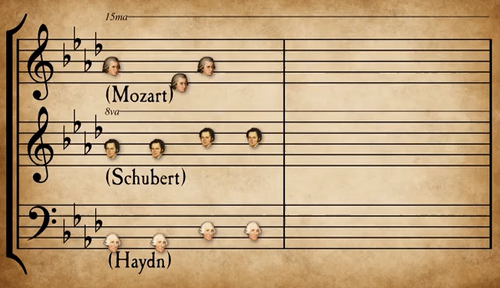 15ma
(Mozart)
8va
(Schubert)
(Haydn)